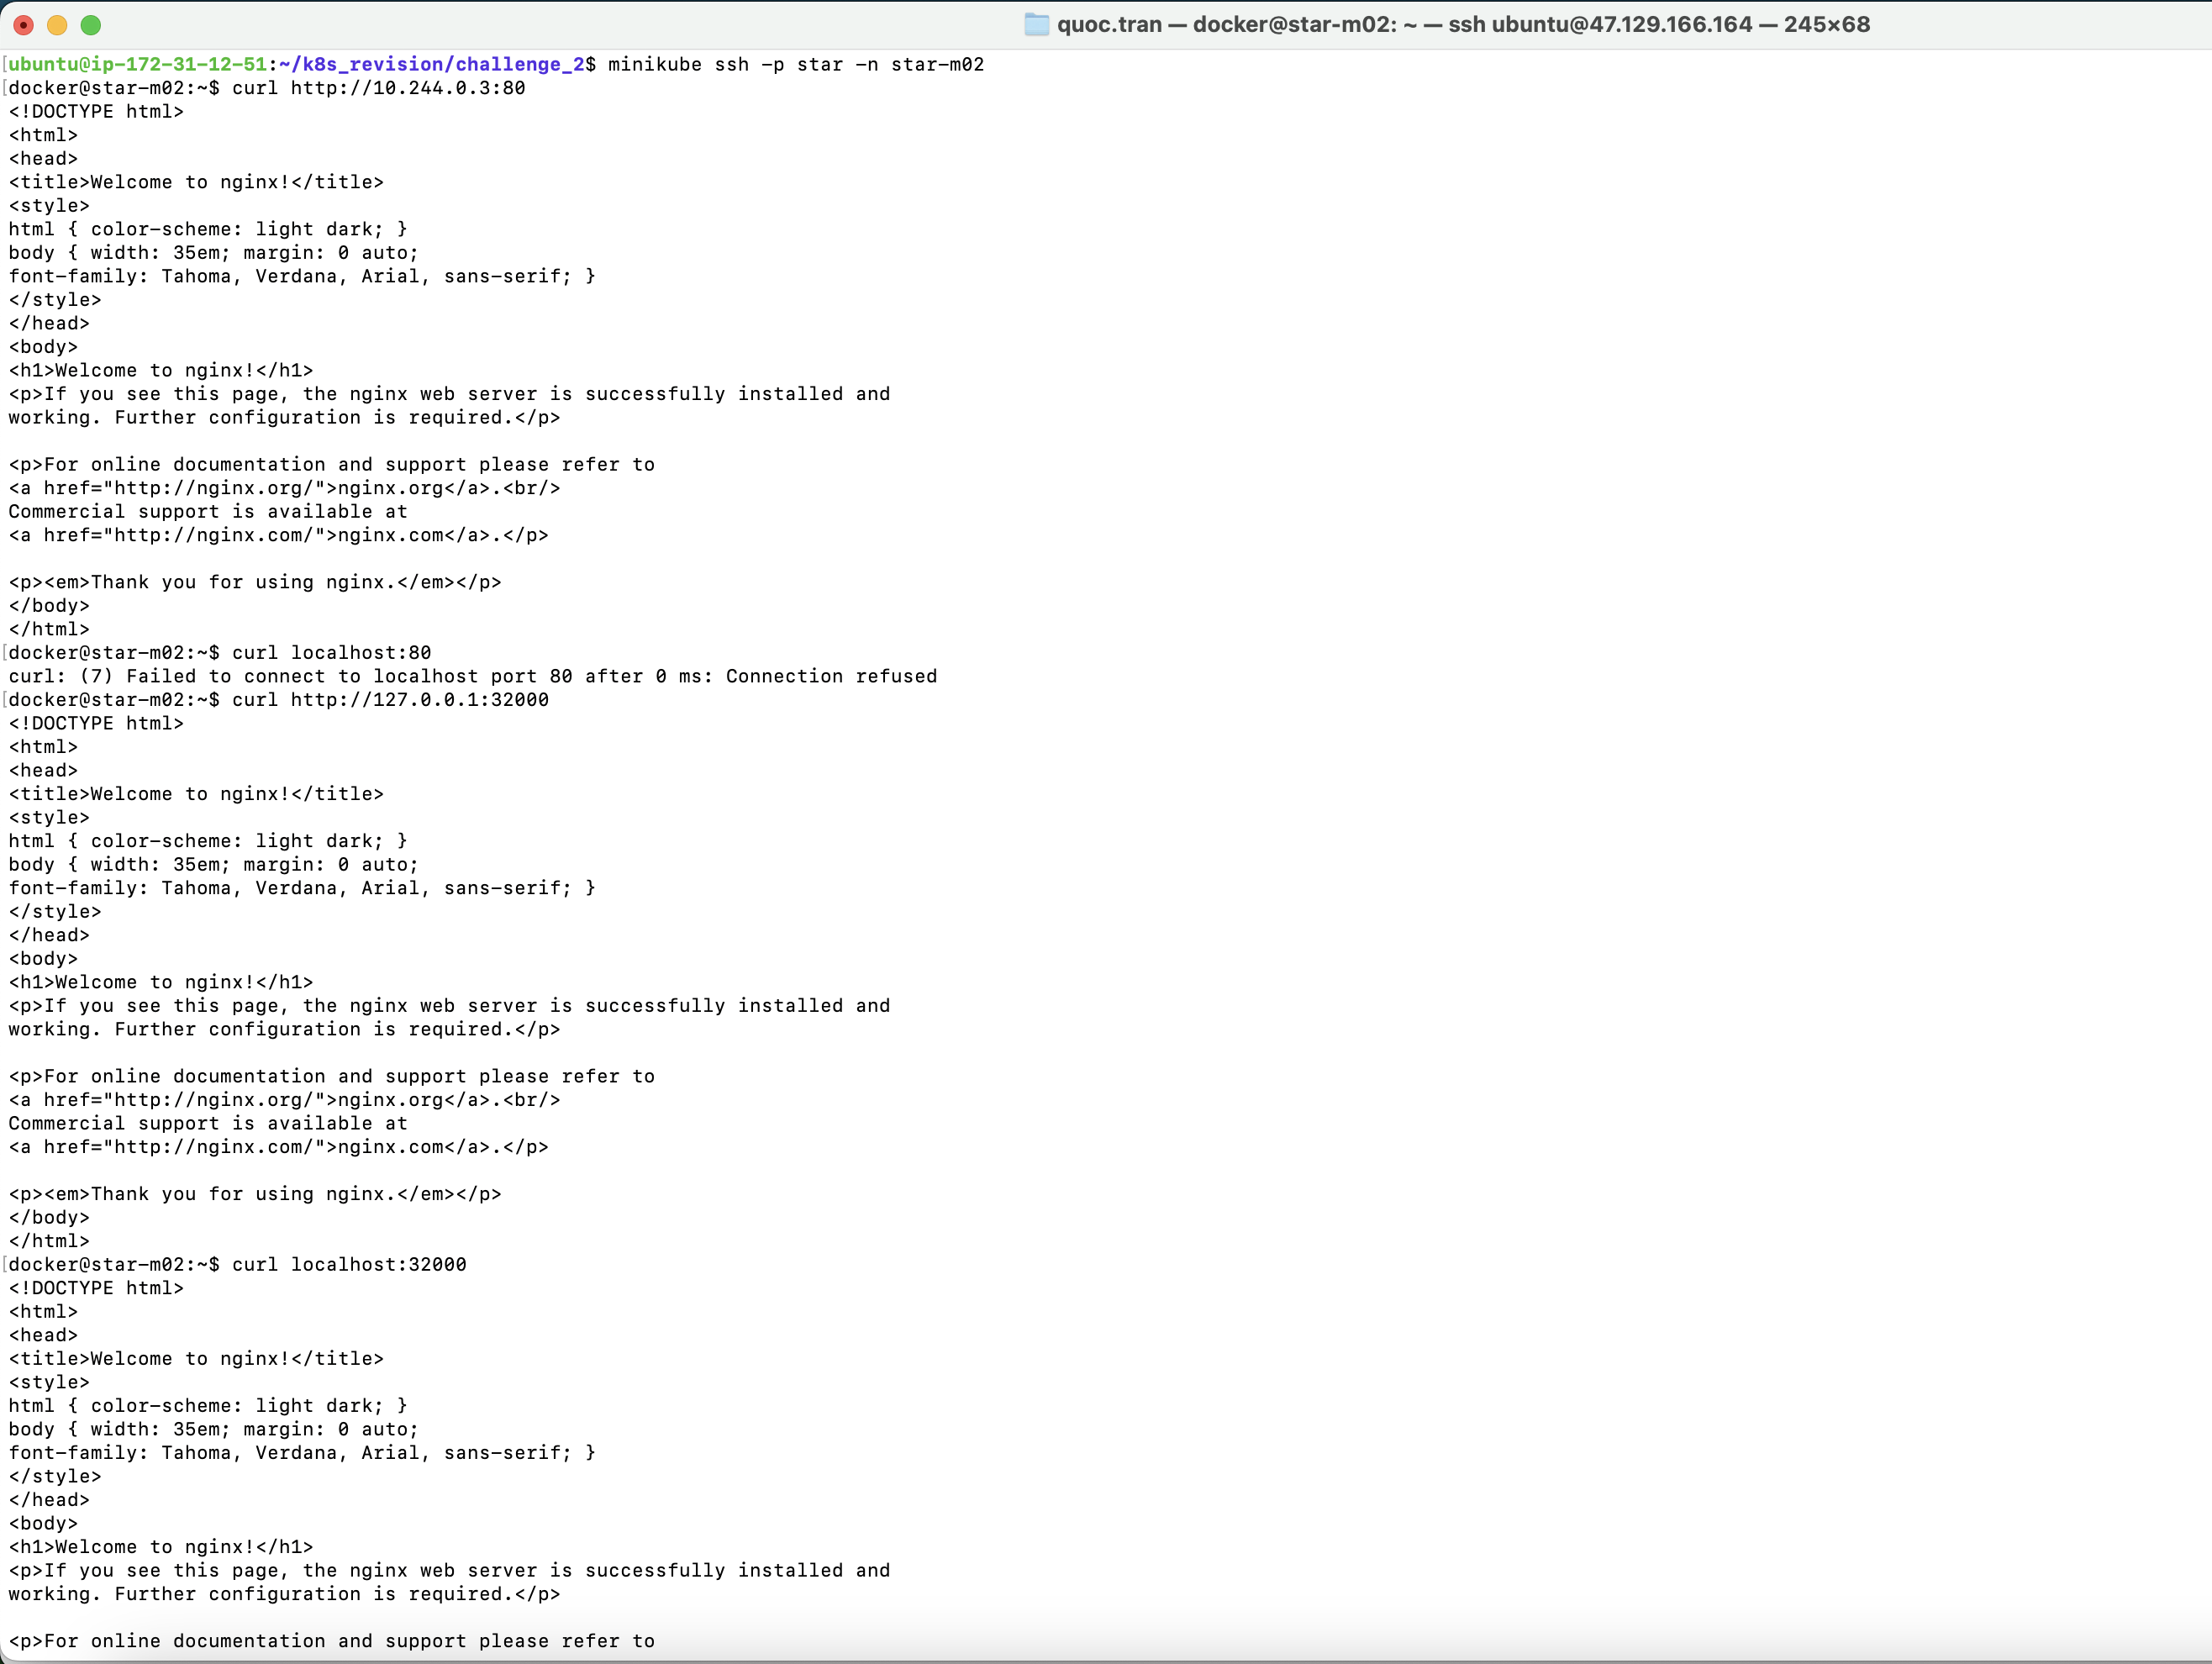 quoc.tran — docker@star-m02: ~ — ssh ubuntu@47.129.166.164 — 245×68
[ubuntu@ip-172-31-12-51:~/k8s_revision/challenge_2$ minikube ssh -p star -n star-m02
[docker@star-m02:~$ curl http://10.244.0.3:80
<!DOCTYPE html>
<html>
<head>
<title>Welcome to nginx!</title>
<style>
html { color-scheme: light dark; }
body { width: 35em; margin: 0 auto;
font-family: Tahoma, Verdana, Arial, sans-serif; }
</style>
</head>
<body>
<h1>Welcome to nginx!</h1>
<p>If you see this page, the nginx web server is successfully installed and
working. Further configuration is required.</p>

<p>For online documentation and support please refer to
<a href="http://nginx.org/">nginx.org</a>.<br/>
Commercial support is available at
<a href="http://nginx.com/">nginx.com</a>.</p>

<p><em>Thank you for using nginx.</em></p>
</body>
</html>
[docker@star-m02:~$ curl localhost:80
curl: (7) Failed to connect to localhost port 80 after 0 ms: Connection refused
[docker@star-m02:~$ curl http://127.0.0.1:32000
<!DOCTYPE html>
<html>
<head>
<title>Welcome to nginx!</title>
<style>
html { color-scheme: light dark; }
body { width: 35em; margin: 0 auto;
font-family: Tahoma, Verdana, Arial, sans-serif; }
</style>
</head>
<body>
<h1>Welcome to nginx!</h1>
<p>If you see this page, the nginx web server is successfully installed and
working. Further configuration is required.</p>

<p>For online documentation and support please refer to
<a href="http://nginx.org/">nginx.org</a>.<br/>
Commercial support is available at
<a href="http://nginx.com/">nginx.com</a>.</p>

<p><em>Thank you for using nginx.</em></p>
</body>
</html>
[docker@star-m02:~$ curl localhost:32000
<!DOCTYPE html>
<html>
<head>
<title>Welcome to nginx!</title>
<style>
html { color-scheme: light dark; }
body { width: 35em; margin: 0 auto;
font-family: Tahoma, Verdana, Arial, sans-serif; }
</style>
</head>
<body>
<h1>Welcome to nginx!</h1>
<p>If you see this page, the nginx web server is successfully installed and
working. Further configuration is required.</p>

<p>For online documentation and support please refer to